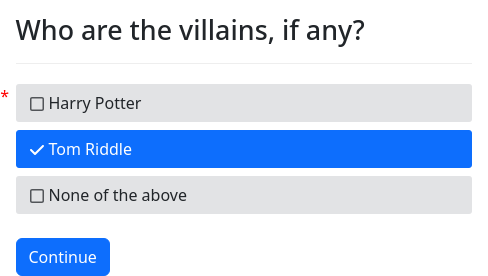 Who are the villains, if any?
*
Harry Potter
Tom Riddle
None of the above
Continue